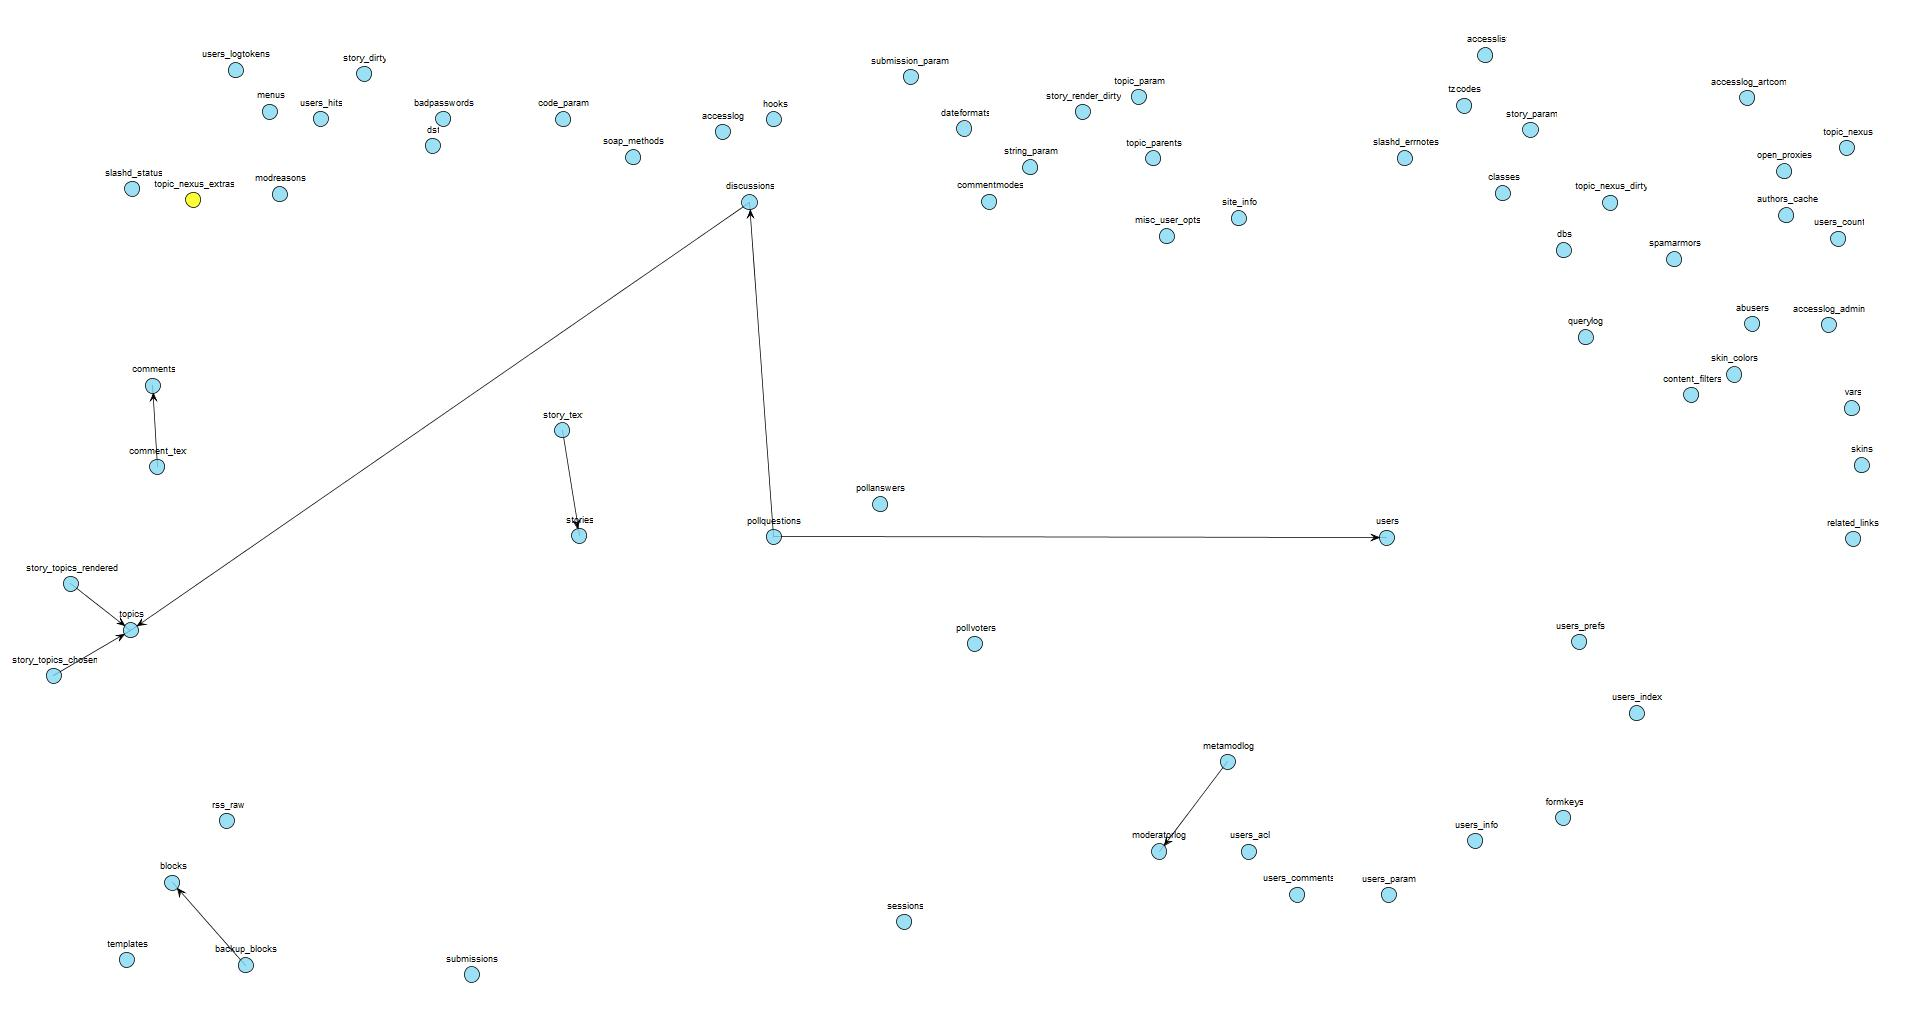 accesslis
users_logtokens
story_dirty
submission_param
topic_param
accesslog_artcom
tzcodes
menus
users_hits
badpasswords
code_param
hooks
story_render_dirty
accesslog
dateformats
story_param
dst
topic_nexus
soap_methods
topic_parents
slashd_errnotes
string_param
open_proxies
slashd_status
modreasons
classes
topic_nexus_extras
discussions
commentmodes
topic_nexus_dirty
authors_cache
site_info
misc_user_opts
users_count
dbs
spamarmors
abusers
accesslog_admin
querylog
skin_colors
comments
content_filters
vars
story_tex
comment_tex
skins
pollanswers
stories
pollquestions
users
related_links
story_topics_rendered
topics
pollvoters
users_prefs
story_topics_chosen
users_index
metamodlog
rss_raw
formkeys
users_info
moderatorlog
users_acl
blocks
users_comments
users_param
sessions
templates
backup_blocks
submissions